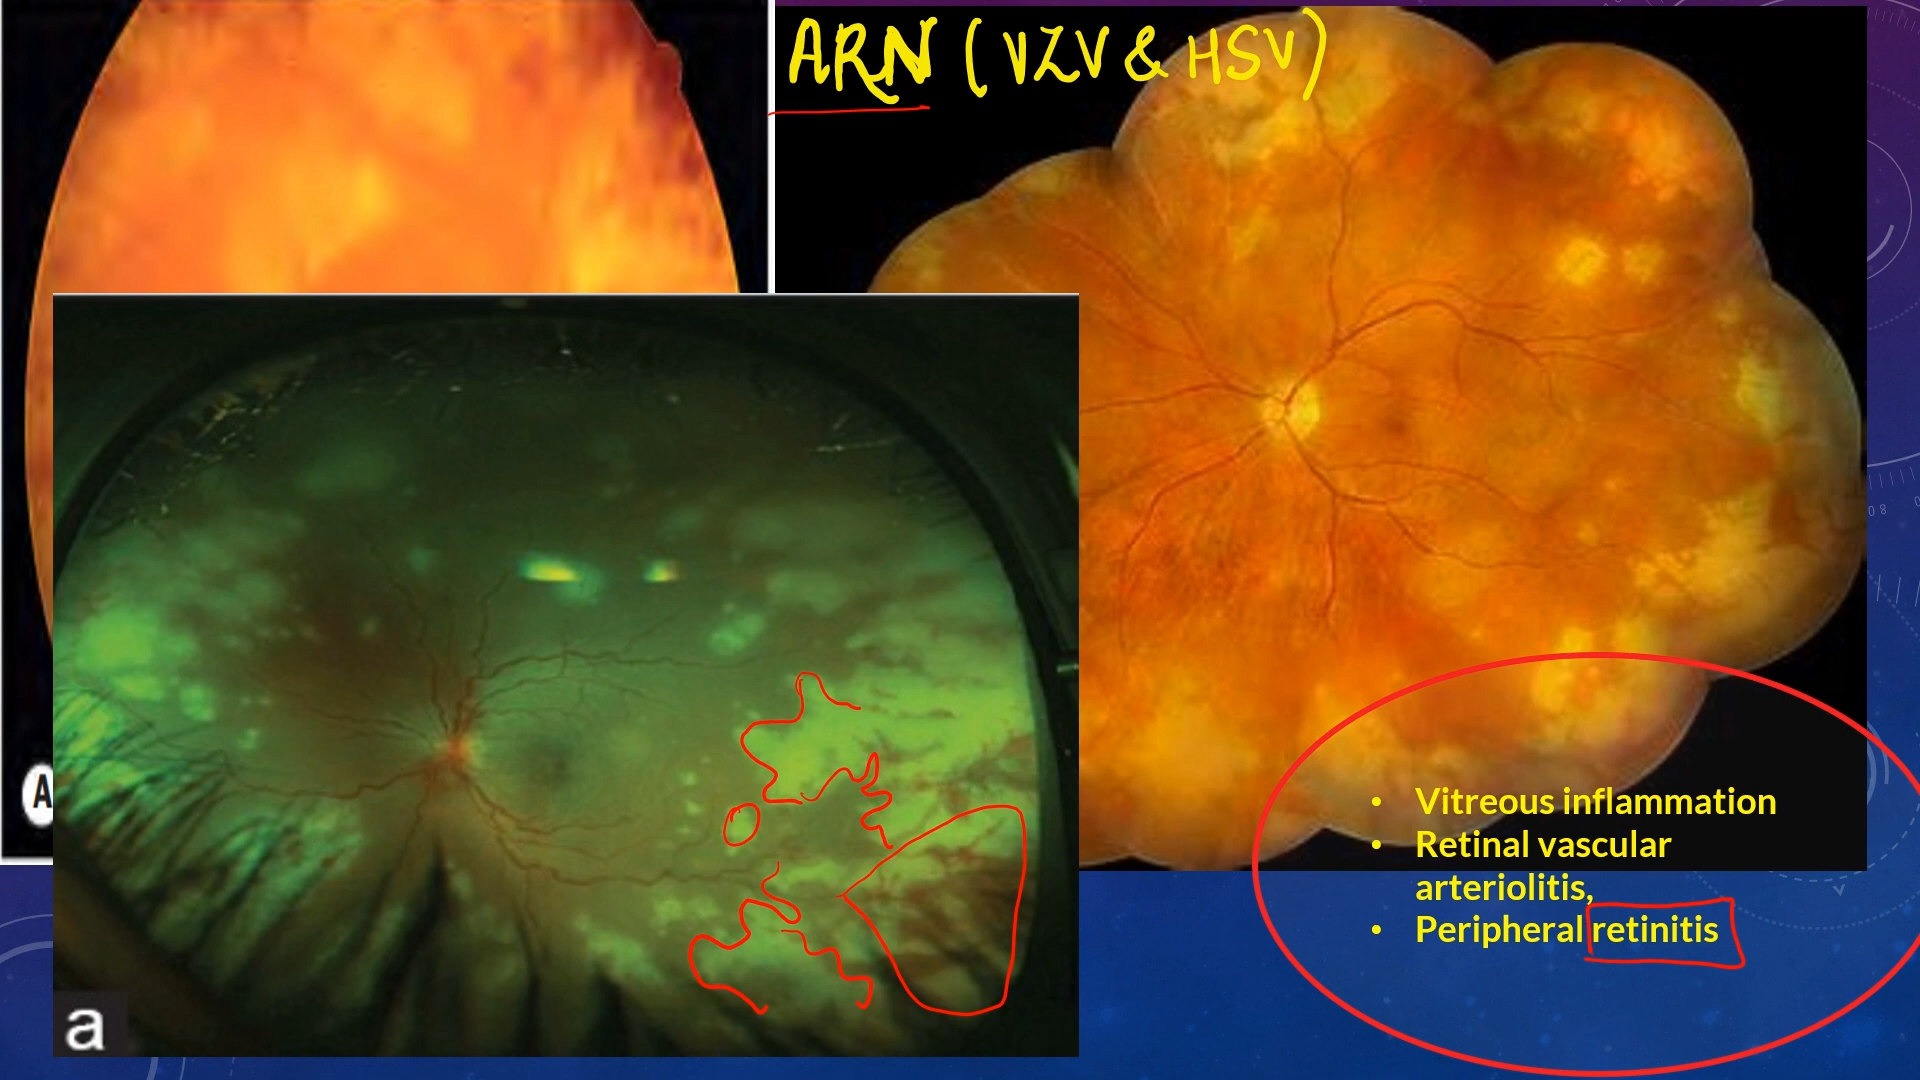 ARN (VZV & HSV)
A
• Vitreous inflammation
• Retinal vascular
arteriolitis,
• Peripheral retinitis
a